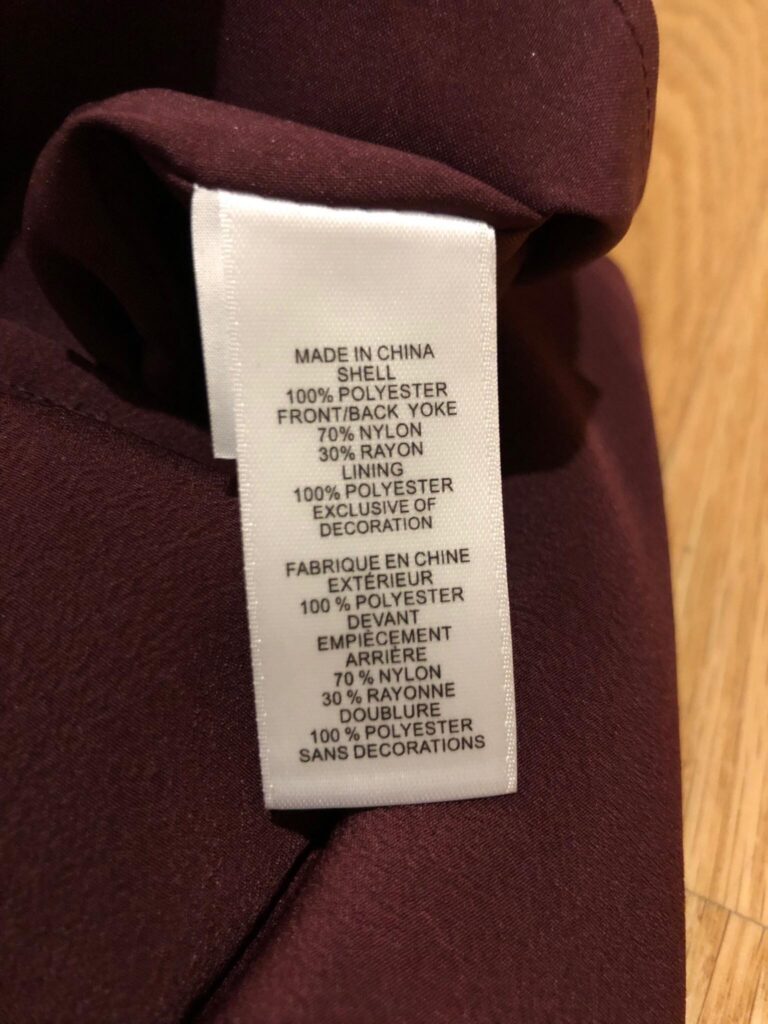 MADE IN CHINA
SHELL
100% POLYESTER
FRONT/BACK YOKE
70% NYLON
30% RAYON
LINING
100% POLYESTER
EXCLUSIVE OF
DECORATION
FABRIQUE EN CHINE
EXTÉRIEUR
100 % POLYESTER
DEVANT
EMPIÈCEMENT
ARRIÈRE
70 % NYLON
30 % RAYONNE
DOUBLURE
100 % POLYESTER
SANS DECORATIONS